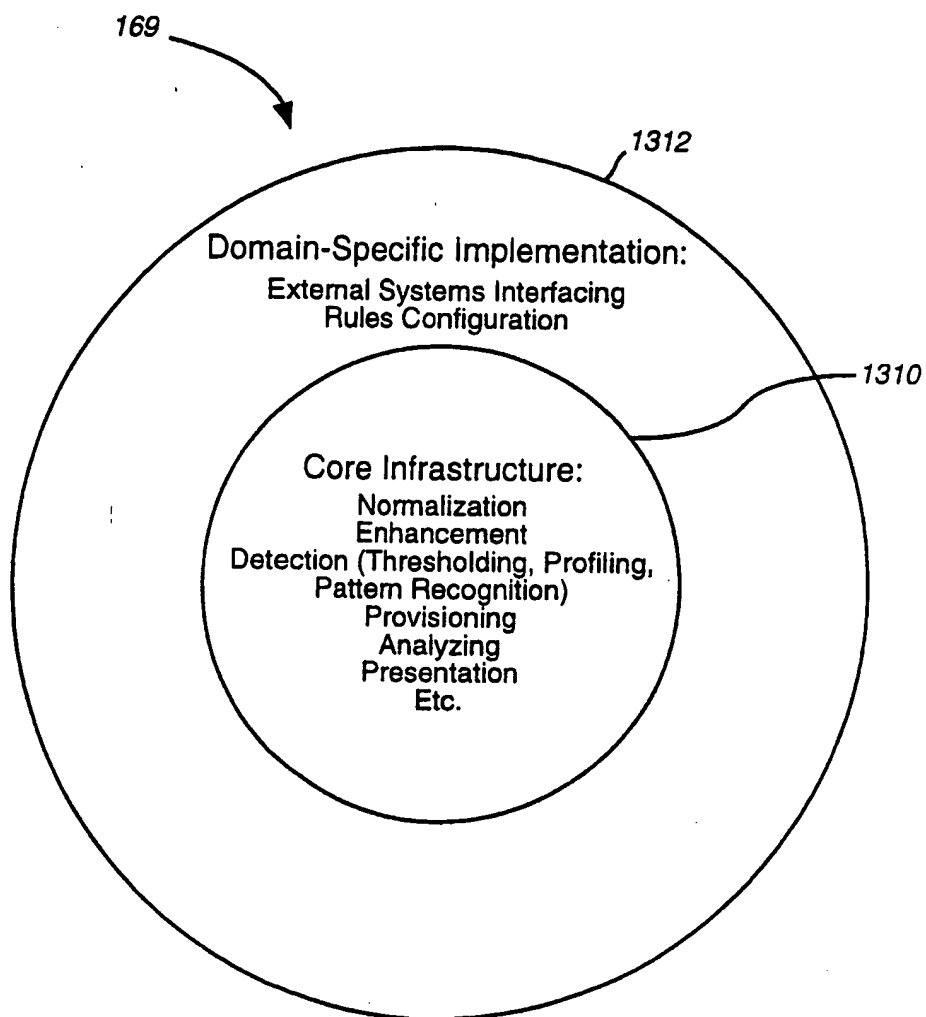 169
1312
Domain-Specific Implementation:
External Systems Interfacing
Rules Configuration
1310
Core Infrastructure:
Normalization
Enhancement
Detection (Thresholding, Profiling,
Pattern Recognition)
Provisioning
Analyzing
Presentation
Etc.